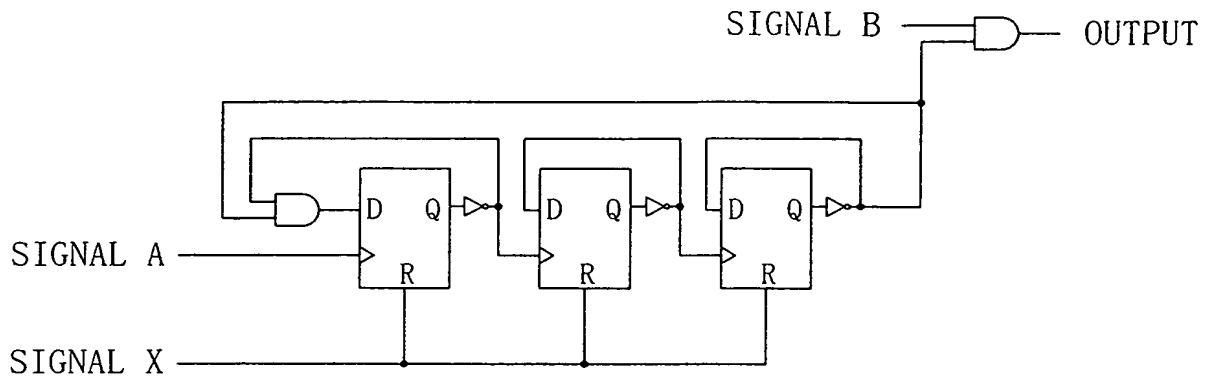 SIGNAL B
OUTPUT
D Q
R
D Q
R
D Q
R
SIGNAL A
SIGNAL X